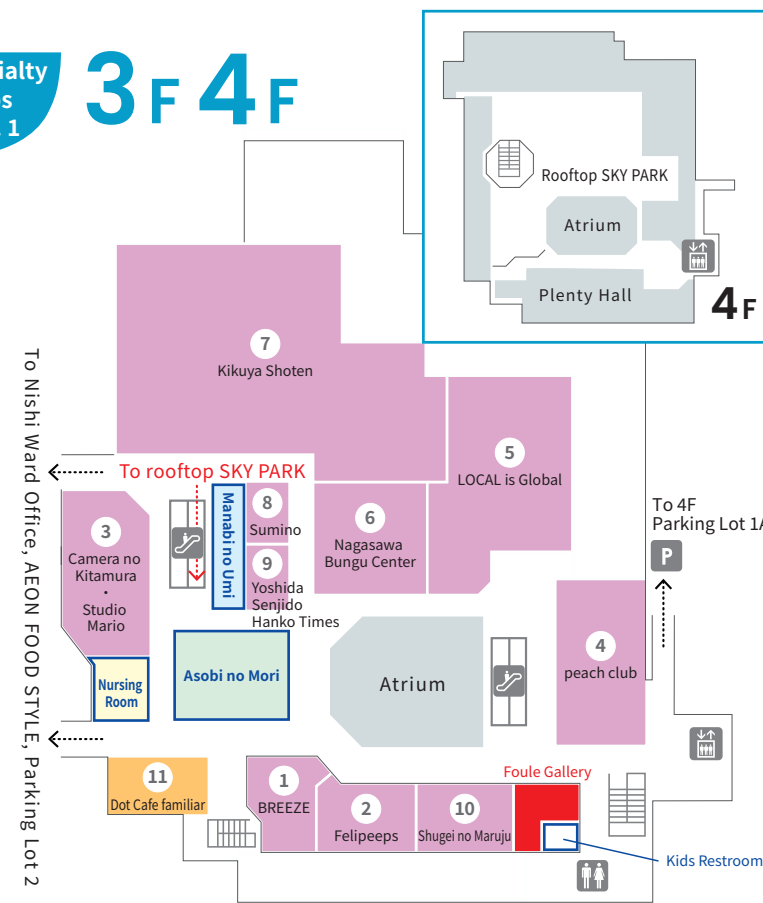 1
3F 4F
Rooftop SKY PARK
Atrium
Plenty Hall
4F
7
Kikuya Shoten
5
LOCAL is Global
To Nishi Ward Office, AEON FOOD STYLE, Parking Lot 2
To rooftop SKY PARK
3
Camera no
Kitamura
・
Studio
Mario
Manabi no Umi
8
Sumino
9
Yoshida
Senjido
Hanko Times
6
Nagasawa
Bungu Center
To 4F
Parking Lot 1A
P
4
peach club
Nursing
Room
Asobi no Mori
Atrium
11
Dot Cafe familiar
1
BREEZE
2
Felipeeps
10
Shugei no Maruju
Foule Gallery
Kids Restroom